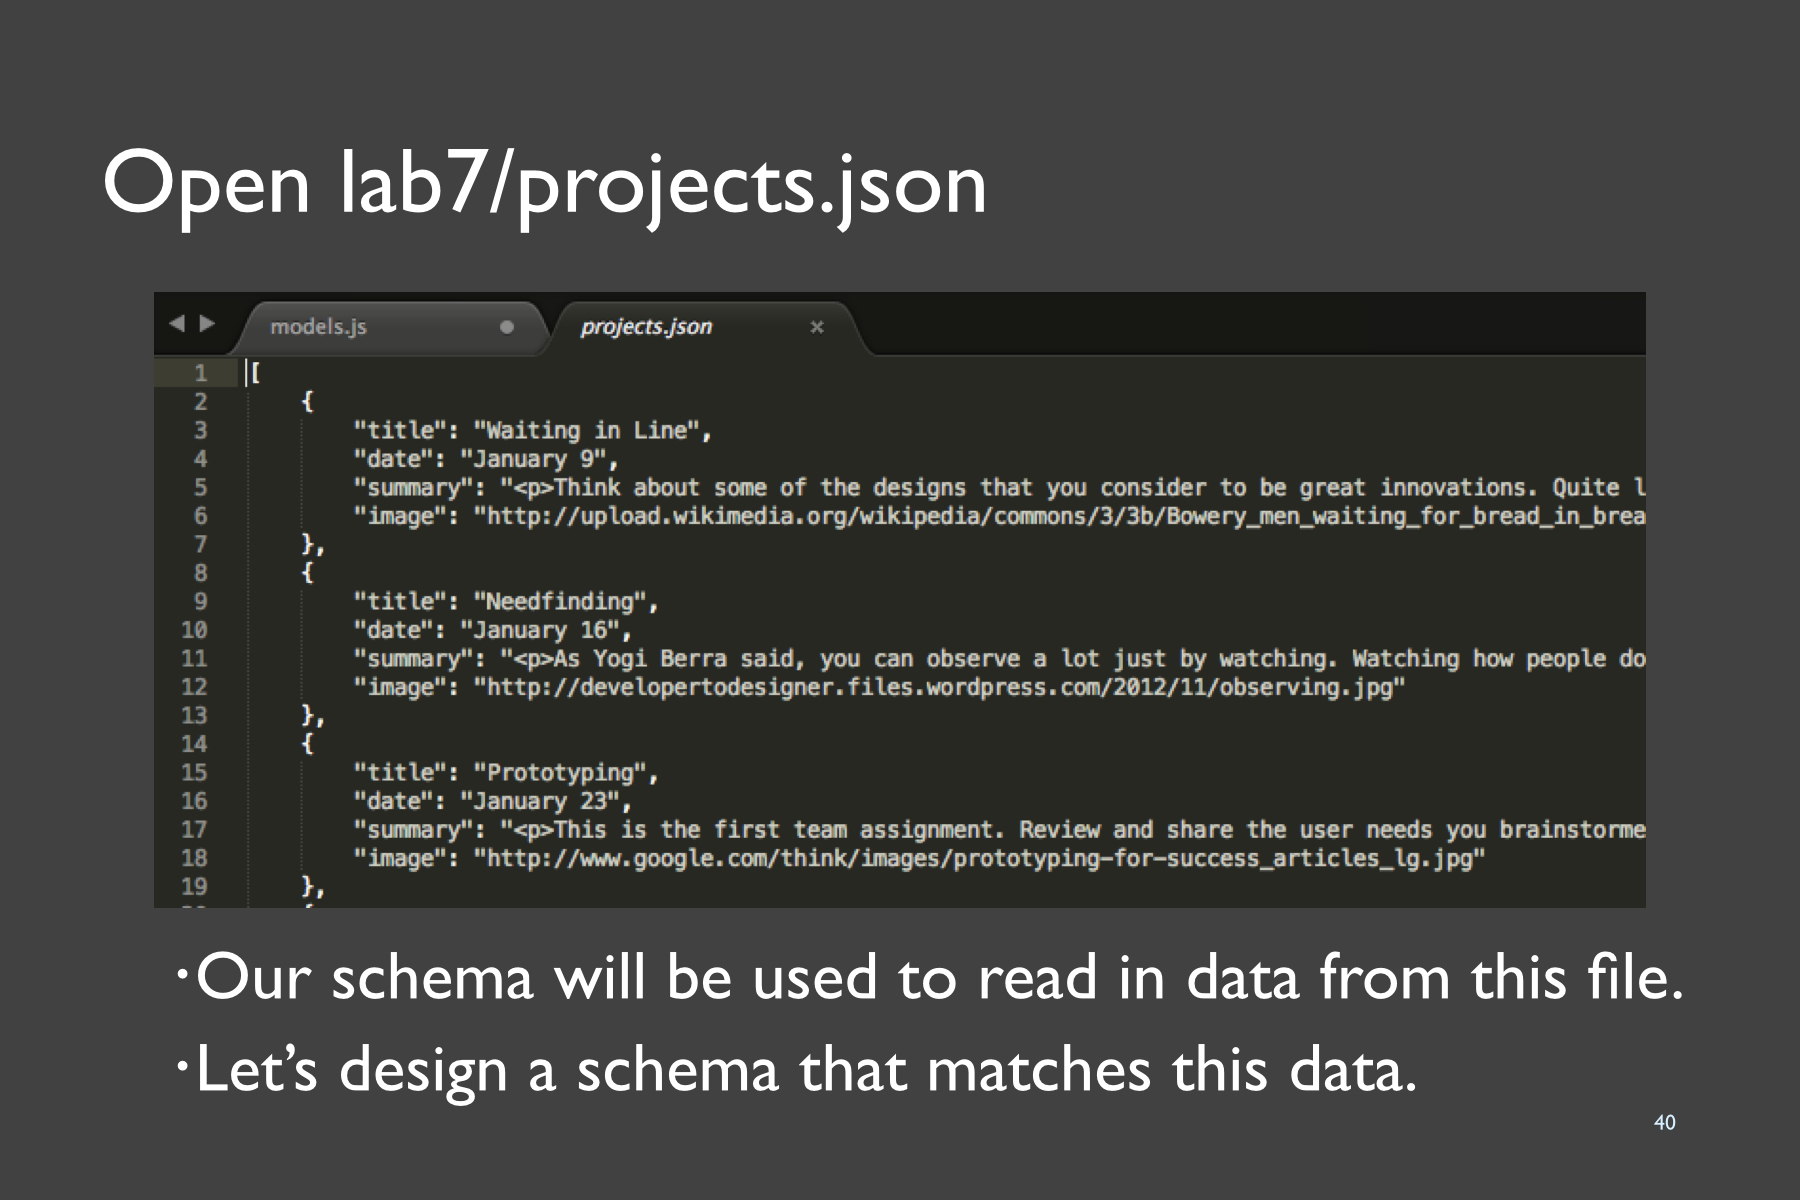 Open lab7/projects.json
models.js
projects.json
1 [
2 {
3 "title": "Waiting in Line",
4 "date": "January 9",
5 "summary": "<p>Think about some of the designs that you consider to be great innovations. Quite l
6 "image": "http://upload.wikimedia.org/wikipedia/commons/3/3b/Bowery_men_waiting_for_bread_in_brea
7 },
8 {
9 "title": "Needfinding",
10 "date": "January 16",
11 "summary": "<p>As Yogi Berra said, you can observe a lot just by watching. Watching how people do
12 "image": "http://developertodesigner.files.wordpress.com/2012/11/observing.jpg"
13 },
14 {
15 "title": "Prototyping",
16 "date": "January 23",
17 "summary": "<p>This is the first team assignment. Review and share the user needs you brainstorme
18 "image": "http://www.google.com/think/images/prototyping-for-success_articles_lg.jpg"
19 },
·Our schema will be used to read in data from this file.
·Let’s design a schema that matches this data.
40